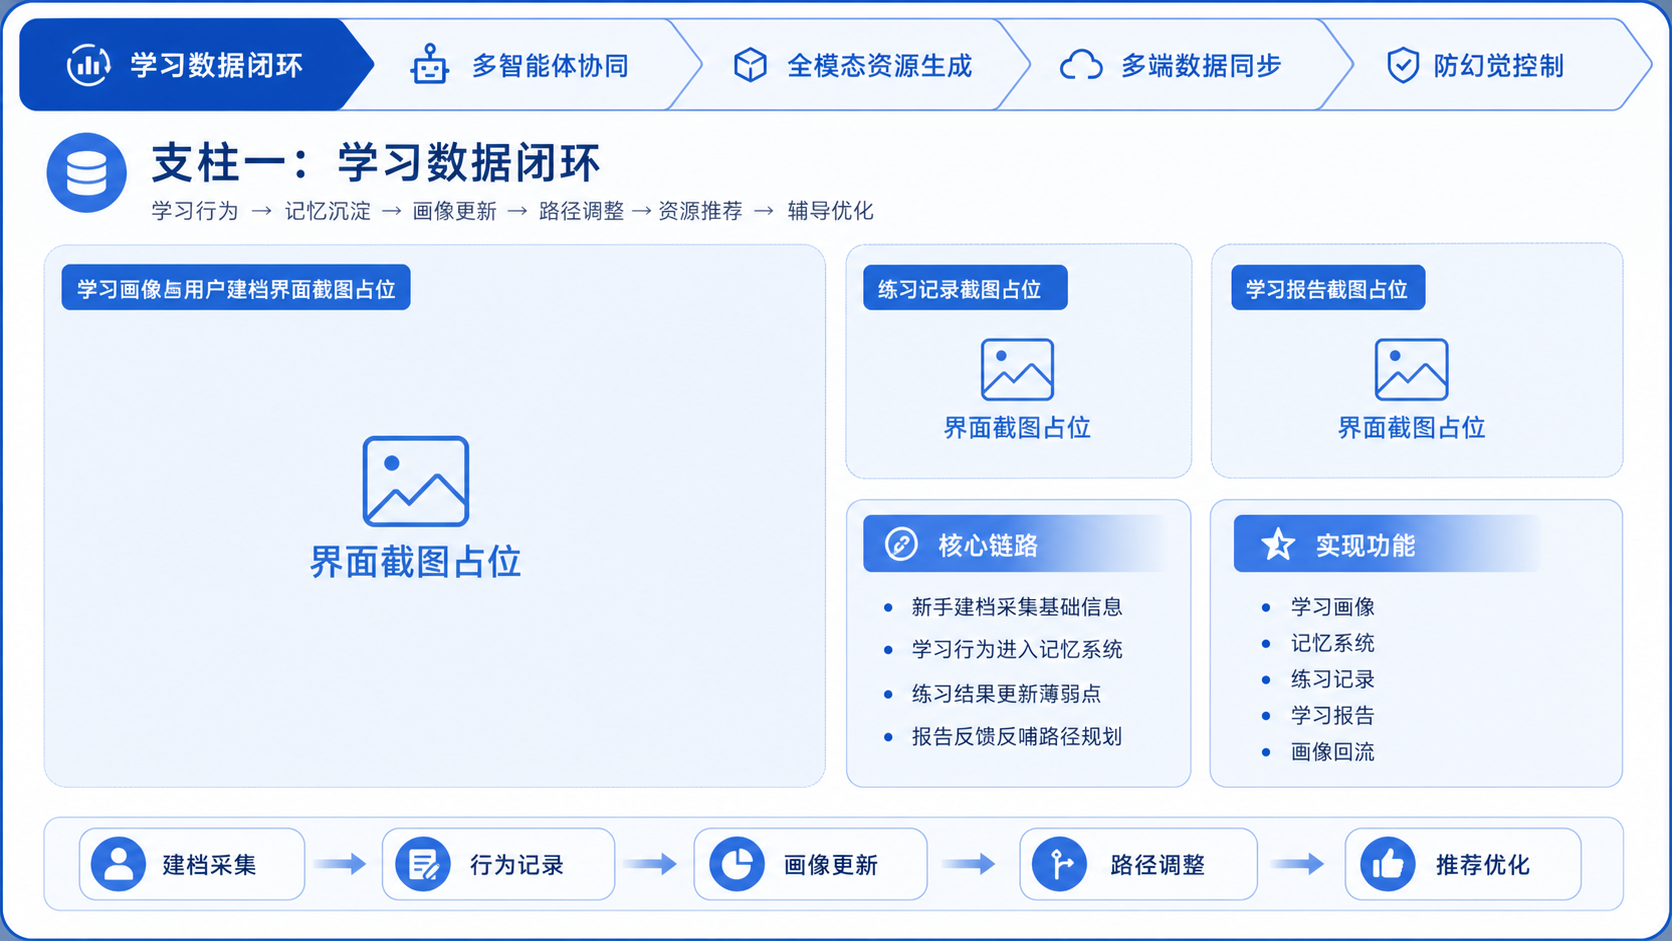 学习数据闭环
多智能体协同
全模态资源生成
多端数据同步
防幻觉控制
支柱一：学习数据闭环
学习行为 → 记忆沉淀 → 画像更新 → 路径调整 → 资源推荐 → 辅导优化
学习画像与用户建档界面截图占位
界面截图占位
练习记录截图占位
界面截图占位
学习报告截图占位
界面截图占位
核心链路
• 新手建档采集基础信息
• 学习行为进入记忆系统
• 练习结果更新薄弱点
• 报告反馈反哺路径规划
实现功能
• 学习画像
• 记忆系统
• 练习记录
• 学习报告
• 画像回流
建档采集
行为记录
画像更新
路径调整
推荐优化